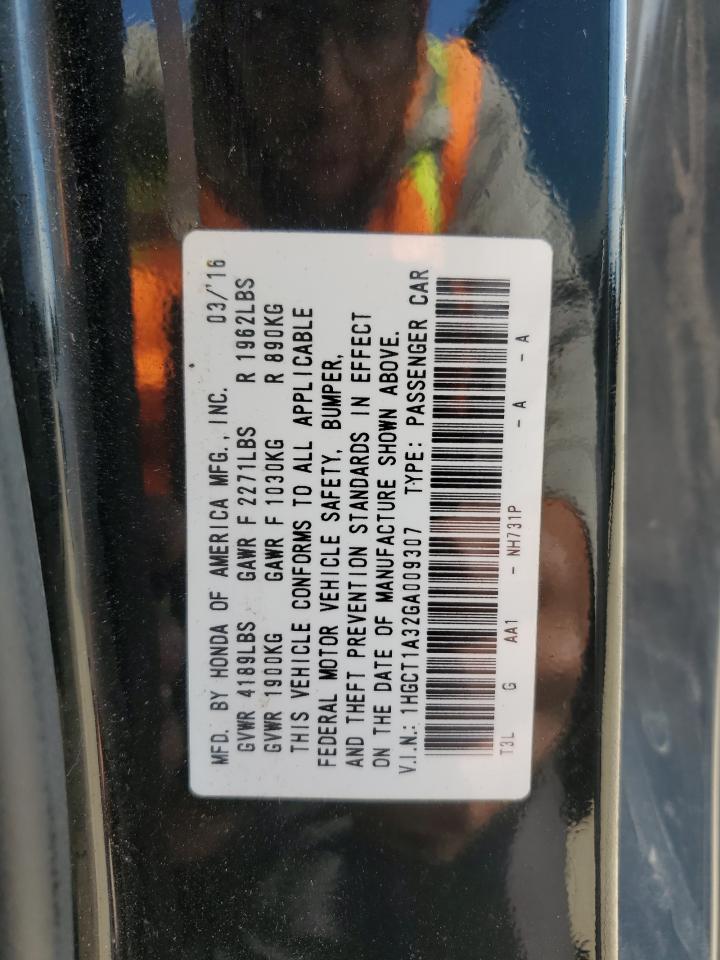 MFD. BY HONDA OF AMERICA MFG., INC. 03/'16
GVWR 4189LBS GAWR F 2271LBS R 1962LBS
GVWR 1900KG GAWR F 1030KG R 890KG
THIS VEHICLE CONFORMS TO ALL APPLICABLE
FEDERAL MOTOR VEHICLE SAFETY, BUMPER,
AND THEFT PREVENTION STANDARDS IN EFFECT
ON THE DATE OF MANUFACTURE SHOWN ABOVE.
V.I.N.: 1HGCT1A32GA009307 TYPE: PASSENGER CAR
T3L G AA1 - NH731P - A - A